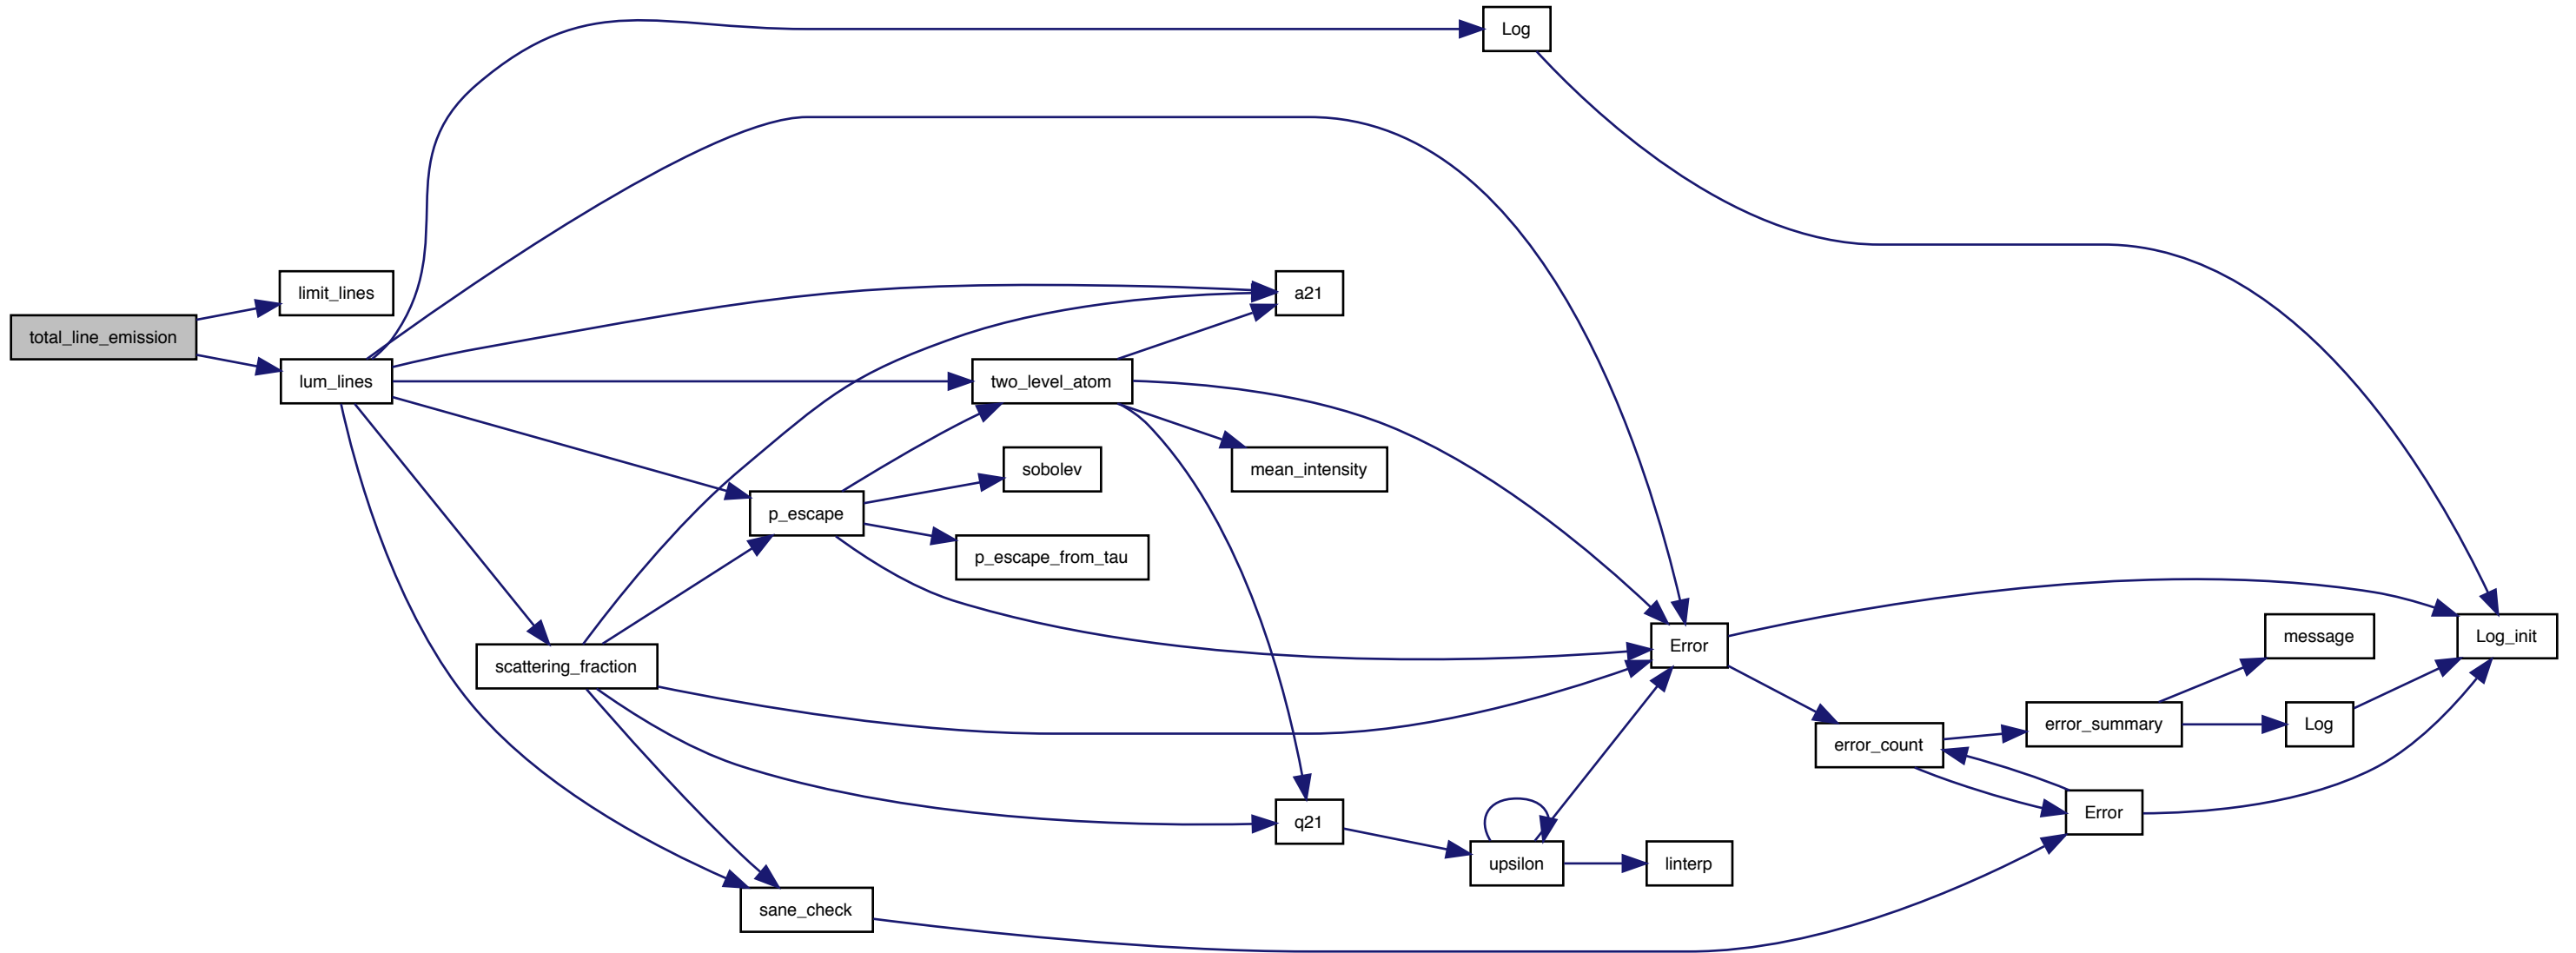 Log
limit_lines
a21
total_line_emission
lum_lines
two_level_atom
sobolev
mean_intensity
p_escape
p_escape_from_tau
scattering_fraction
Error
message
Log_init
error_count
error_summary
Log
Error
q21
upsilon
linterp
sane_check